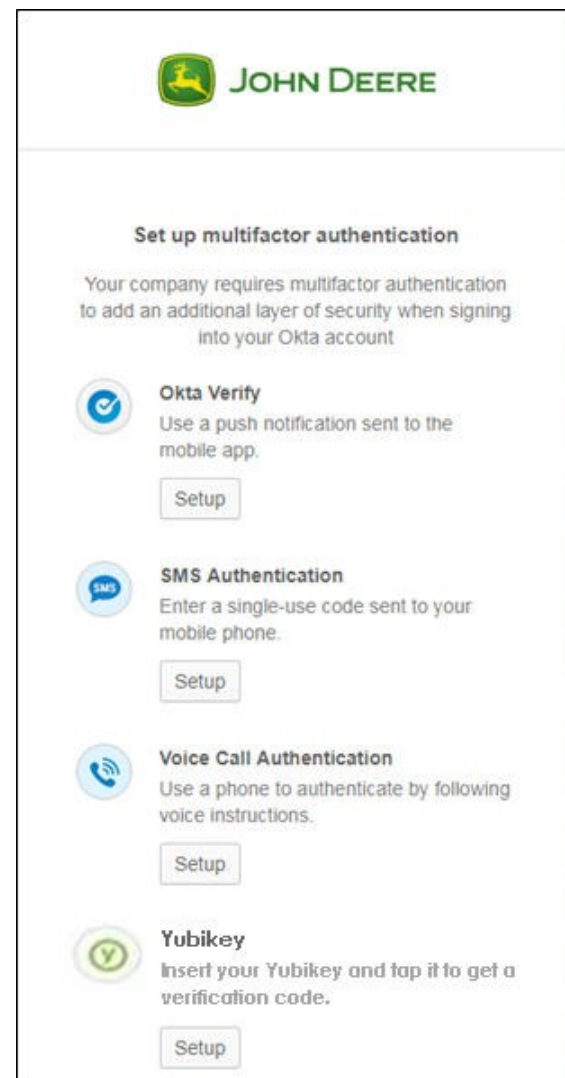 JOHN DEERE
Set up multifactor authentication
Your company requires multifactor authentication
to add an additional layer of security when signing
into your Okta account
Okta Verify
Use a push notification sent to the
mobile app.
Setup
SMS
SMS Authentication
Enter a single-use code sent to your
mobile phone.
Setup
Voice Call Authentication
Use a phone to authenticate by following
voice instructions.
Setup
Y
Yubikey
Insert your Yubikey and tap it to get a
verification code.
Setup